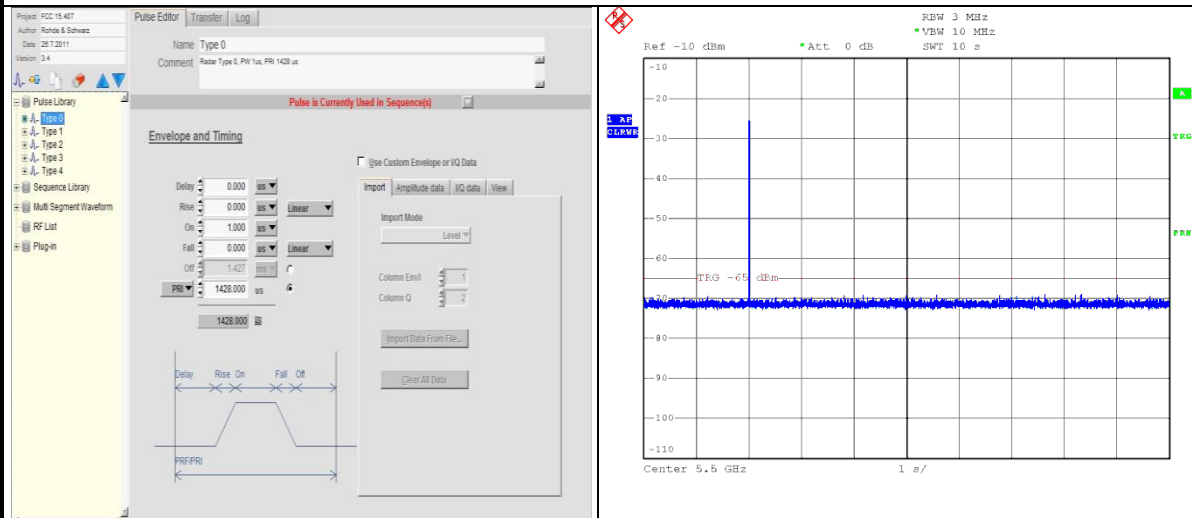 Project FCC 15.407
Author Rohde & Schwarz
Date 26.7.2011
Version 3.4
Pulse Library
Type 0
Type 1
Type 2
Type 3
Type 4
Sequence Library
Multi Segment Waveform
RF List
Plug-in
Pulse Editor Transfer Log
Name Type 0
Comment Radar Type 0, PW 1us, PRI 1428 us
Pulse is Currently Used in Sequence(s)
Envelope and Timing
Use Custom Envelope or I/Q Data
Delay 0.000 us
Rise 0.000 us Linear
On 1.000 us
Fall 0.000 us Linear
Off 1.427 ms
PRI 1428.000 us
1428.000
Import Amplitude data I/Q data View
Import Mode
Level
Column Env/I 1
Column Q 2
Import Data From File...
Clear All Data
Delay Rise On Fall Off
PRF/PRI
R S
RBW 3 MHz
*VBW 10 MHz
Ref -10 dBm *Att 0 dB SWT 10 s
-10
-20
-30
-40
-50
-60
TRG -65 dBm
-70
-80
-90
-100
-110
1 AP
CLRWR
A
TRG
PRN
Center 5.5 GHz 1 s/